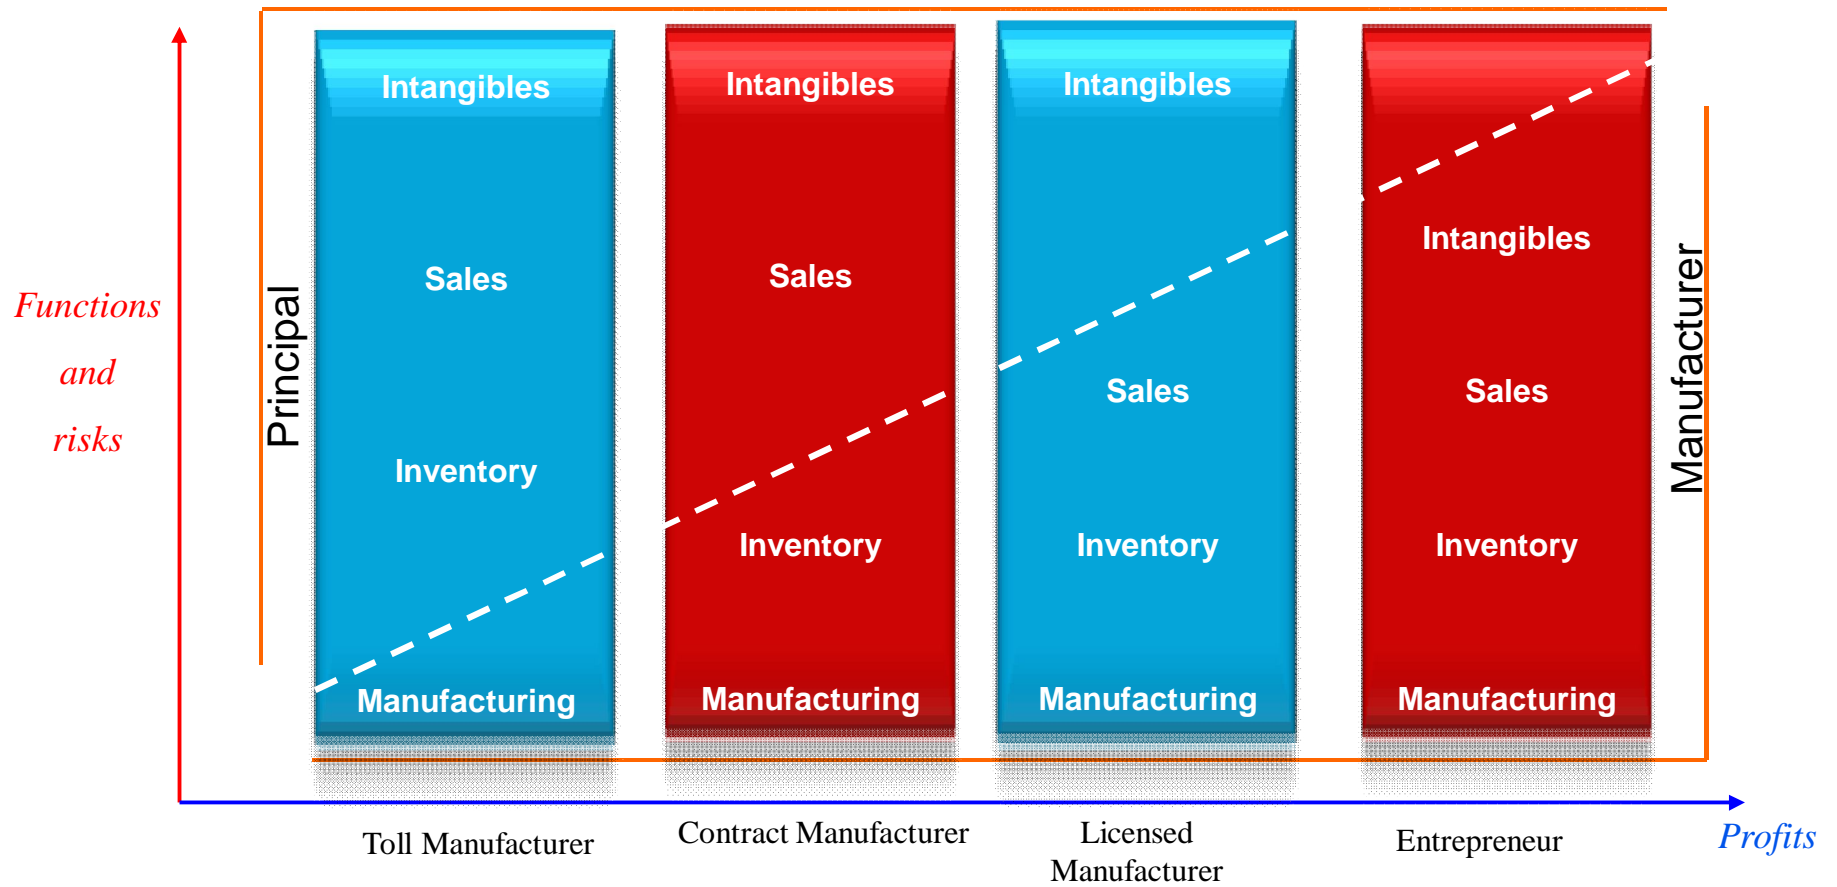 Functions
and
risks
Principal
Intangibles
Sales
Inventory
Manufacturing
Intangibles
Sales
Inventory
Manufacturing
Intangibles
Sales
Inventory
Manufacturing
Intangibles
Sales
Inventory
Manufacturing
Manufacturer
Toll Manufacturer
Contract Manufacturer
Licensed
Manufacturer
Entrepreneur
Profits